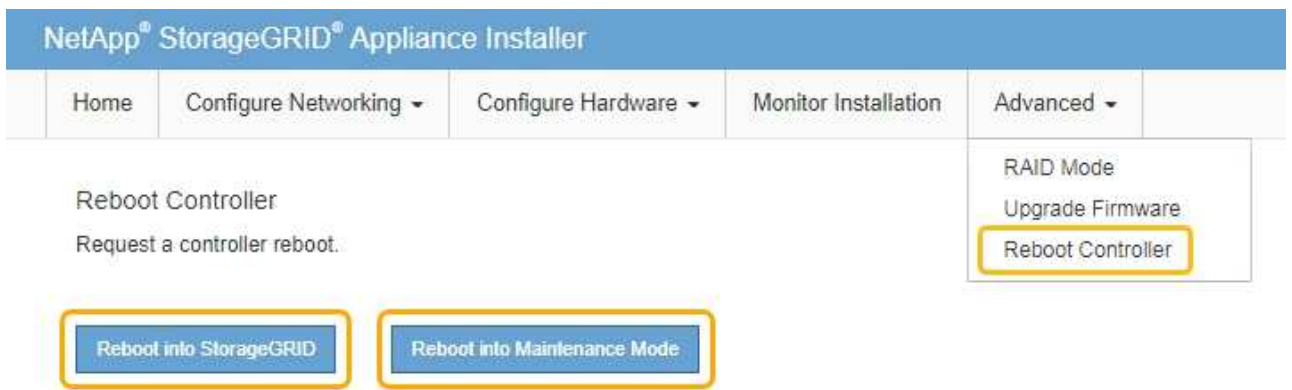 NetApp® StorageGRID® Appliance Installer
Home Configure Networking Configure Hardware Monitor Installation Advanced
RAID Mode
Upgrade Firmware
Reboot Controller
Reboot Controller
Request a controller reboot.
Reboot into StorageGRID Reboot into Maintenance Mode